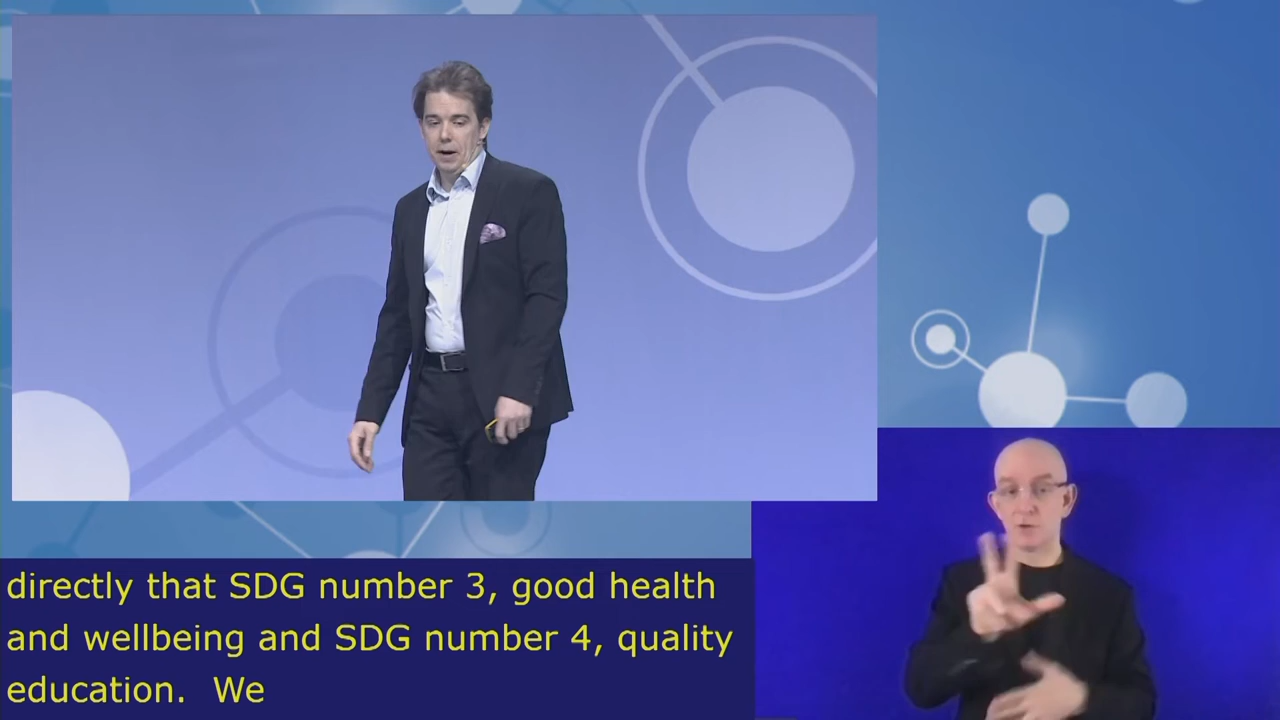 directly that SDG number 3, good health
and wellbeing and SDG number 4, quality
education.  We